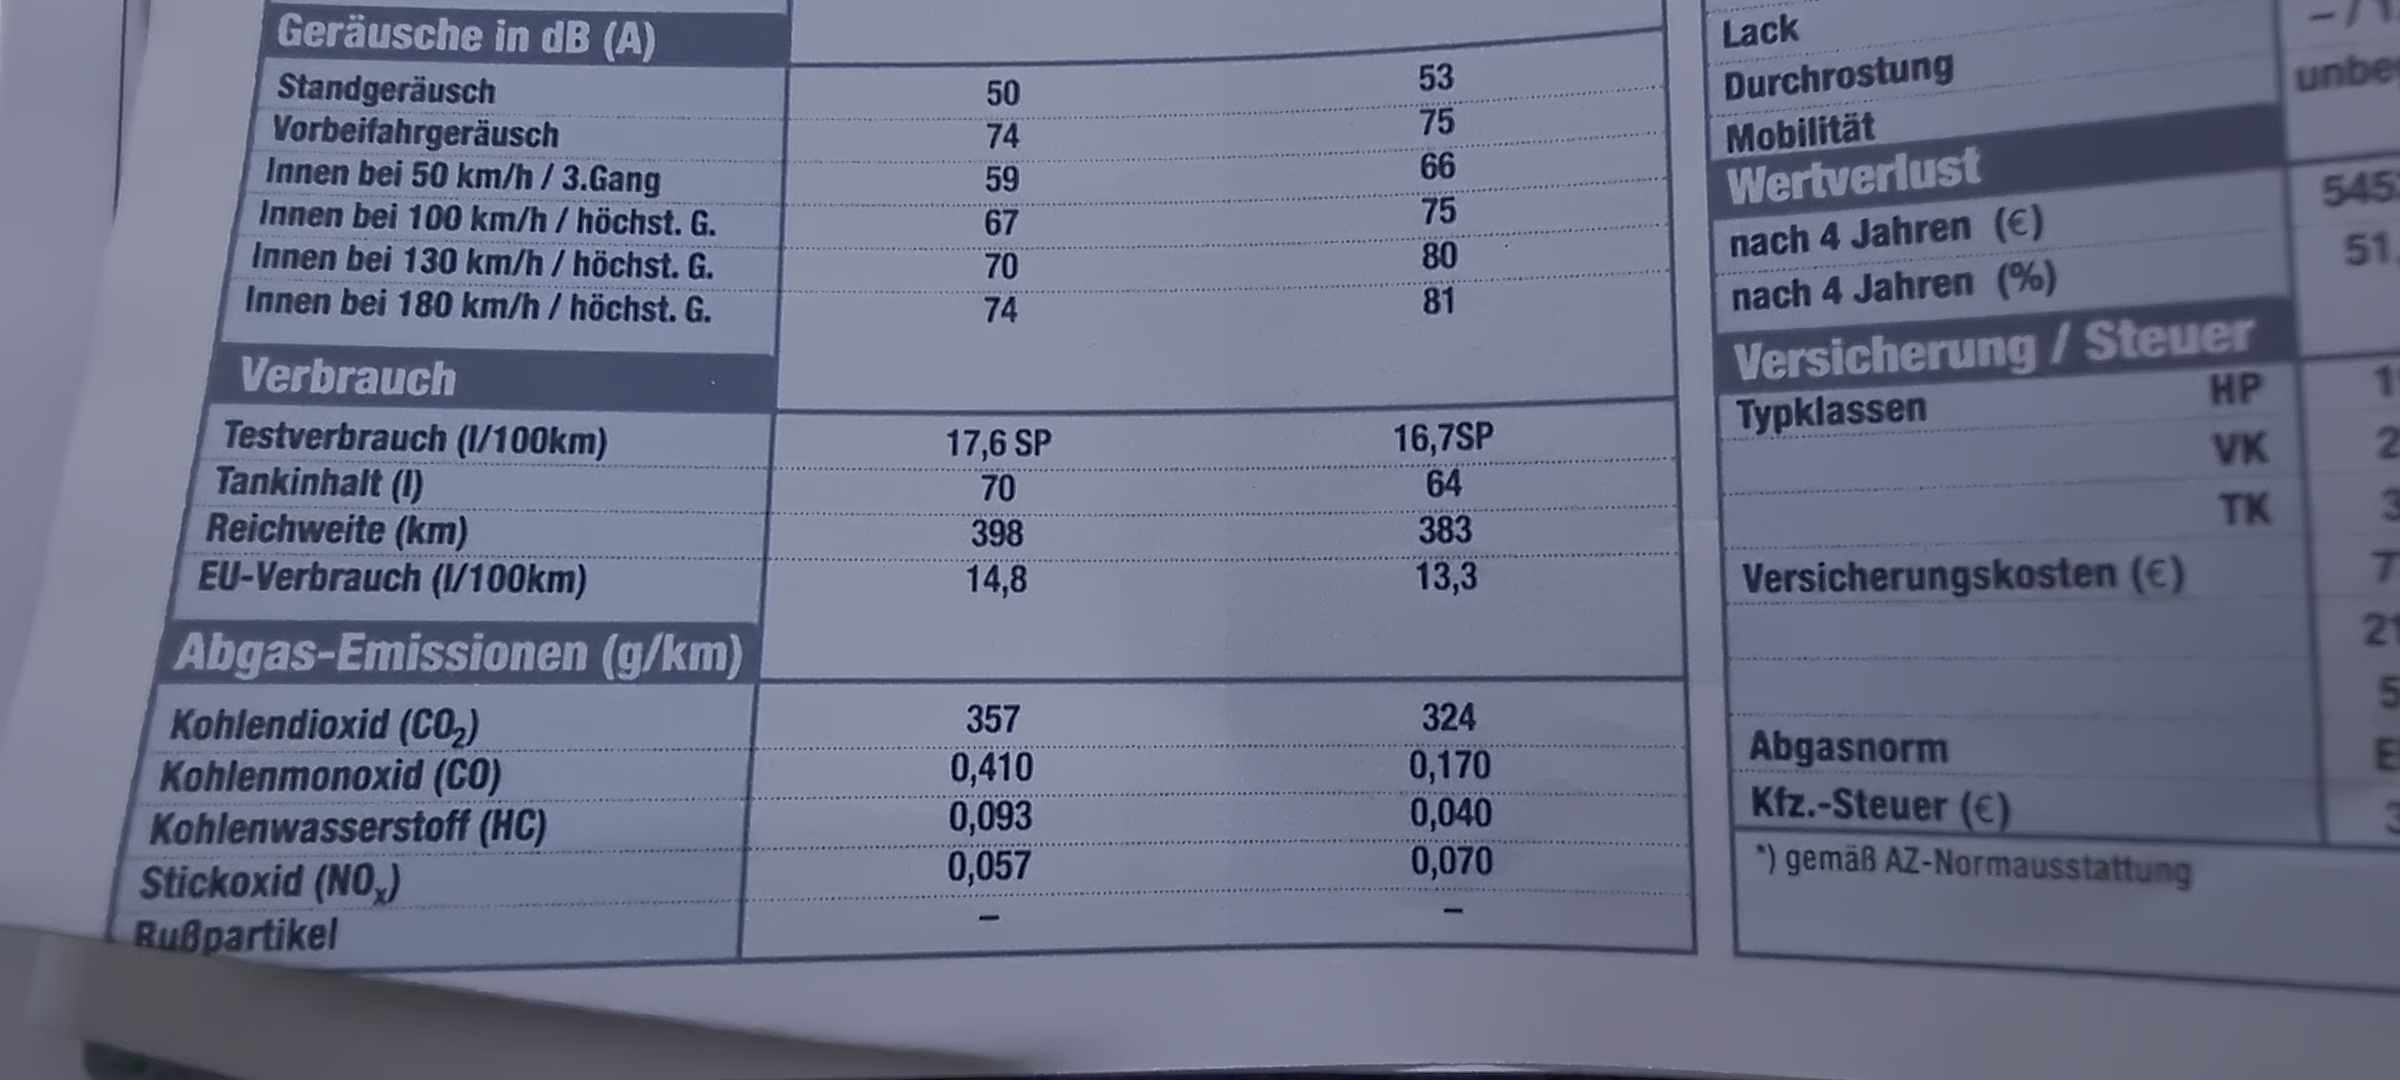 Geräusche in dB (A)
Standgeräusch 50 53
Vorbeifahrgeräusch 74 75
Innen bei 50 km/h / 3.Gang 59 66
Innen bei 100 km/h / höchst. G. 67 75
Innen bei 130 km/h / höchst. G. 70 80
Innen bei 180 km/h / höchst. G. 74 81
Verbrauch
Testverbrauch (l/100km) 17,6 SP 16,7SP
Tankinhalt (l) 70 64
Reichweite (km) 398 383
EU-Verbrauch (l/100km) 14,8 13,3
Abgas-Emissionen (g/km)
Kohlendioxid (CO₂) 357 324
Kohlenmonoxid (CO) 0,410 0,170
Kohlenwasserstoff (HC) 0,093 0,040
Stickoxid (NOₓ) 0,057 0,070
Rußpartikel – –
Lack
Durchrostung
Mobilität
Wertverlust
nach 4 Jahren (€)
nach 4 Jahren (%)
Versicherung / Steuer
Typklassen HP
VK
TK
Versicherungskosten (€)
Abgasnorm
Kfz.-Steuer (€)
*) gemäß AZ-Normausstattung